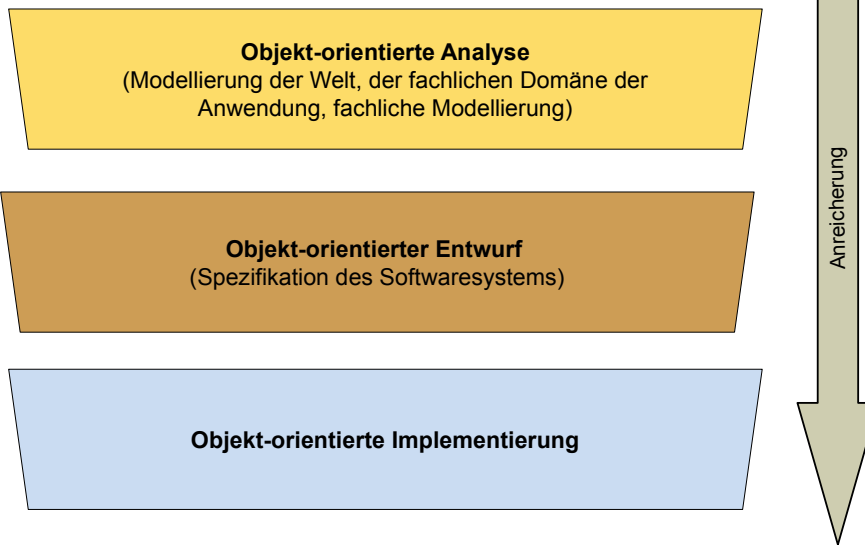 Objekt-orientierte Analyse
(Modellierung der Welt, der fachlichen Domäne der
Anwendung, fachliche Modellierung)
Objekt-orientierter Entwurf
(Spezifikation des Softwaresystems)
Objekt-orientierte Implementierung
Anreicherung